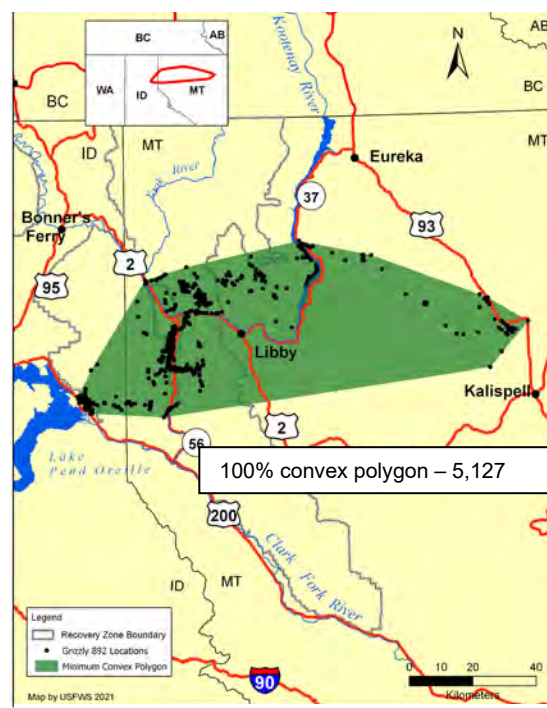 BC
AB
WA
ID
MT
Kootenay River
AB
BC
BC
MT
ID
MT
Yaak River
Eureka
37
Bonner's
Ferry
2
93
95
Libby
Kalispell
2
Lake
Pend Oreille
56
100% convex polygon – 5,127
200
Clark Fork River
ID
MT
Legend
Recovery Zone Boundary
Grizzly 892 Locations
Minimum Convex Polygon
Map by USFWS 2021
90
0 10 20 40
Kilometers